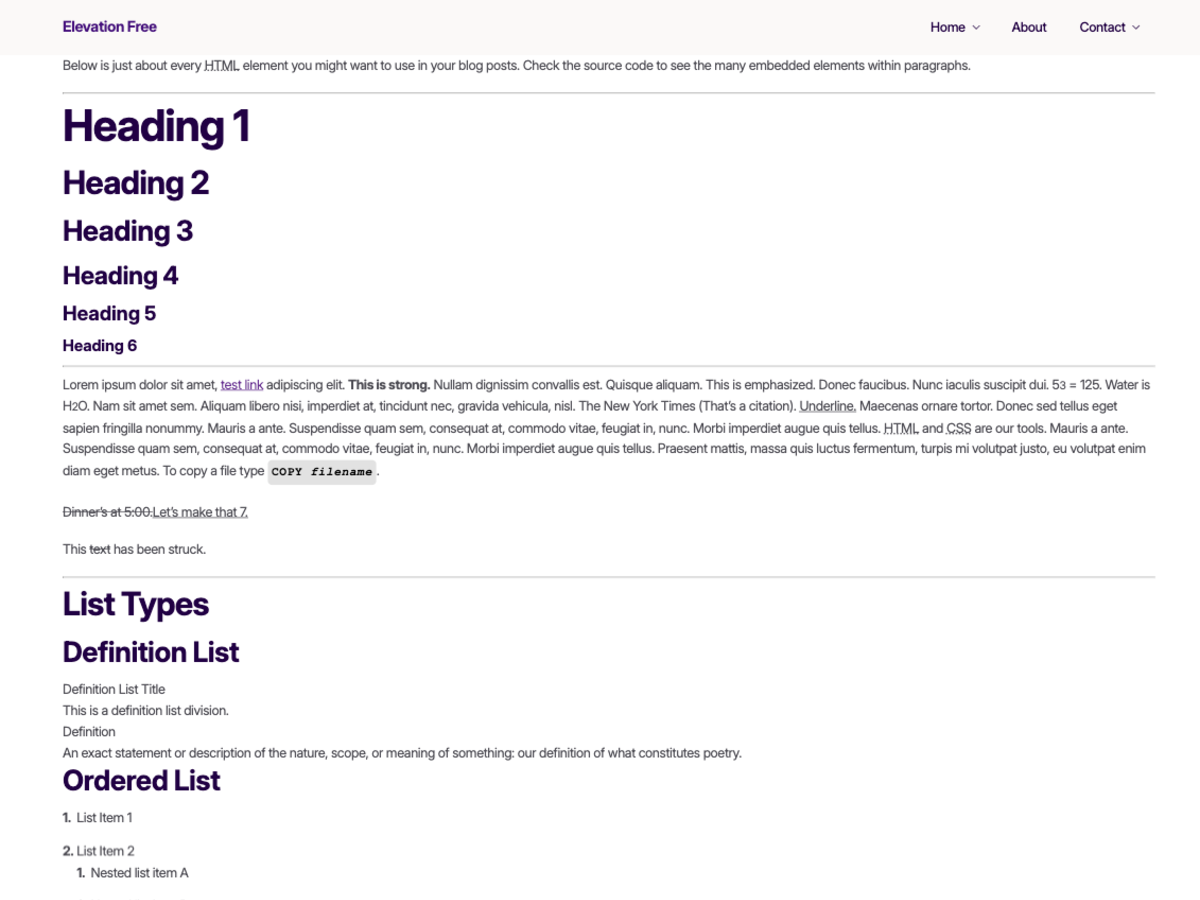 Elevation Free
Home
About
Contact
Below is just about every HTML element you might want to use in your blog posts. Check the source code to see the many embedded elements within paragraphs.
Heading 1
Heading 2
Heading 3
Heading 4
Heading 5
Heading 6
Lorem ipsum dolor sit amet, test link adipiscing elit. This is strong. Nullam dignissim convallis est. Quisque aliquam. This is emphasized. Donec faucibus. Nunc iaculis suscipit dui. 53 = 125. Water is
H2O. Nam sit amet sem. Aliquam libero nisi, imperdiet at, tincidunt nec, gravida vehicula, nisl. The New York Times (That’s a citation). Underline. Maecenas ornare tortor. Donec sed tellus eget
sapien fringilla nonummy. Mauris a ante. Suspendisse quam sem, consequat at, commodo vitae, feugiat in, nunc. Morbi imperdiet augue quis tellus. HTML and CSS are our tools. Mauris a ante.
Suspendisse quam sem, consequat at, commodo vitae, feugiat in, nunc. Morbi imperdiet augue quis tellus. Praesent mattis, massa quis luctus fermentum, turpis mi volutpat justo, eu volutpat enim
diam eget metus. To copy a file type COPY filename.
Dinner’s at 5:00.Let’s make that 7.
This text has been struck.
List Types
Definition List
Definition List Title
This is a definition list division.
Definition
An exact statement or description of the nature, scope, or meaning of something: our definition of what constitutes poetry.
Ordered List
1. List Item 1
2. List Item 2
1. Nested list item A